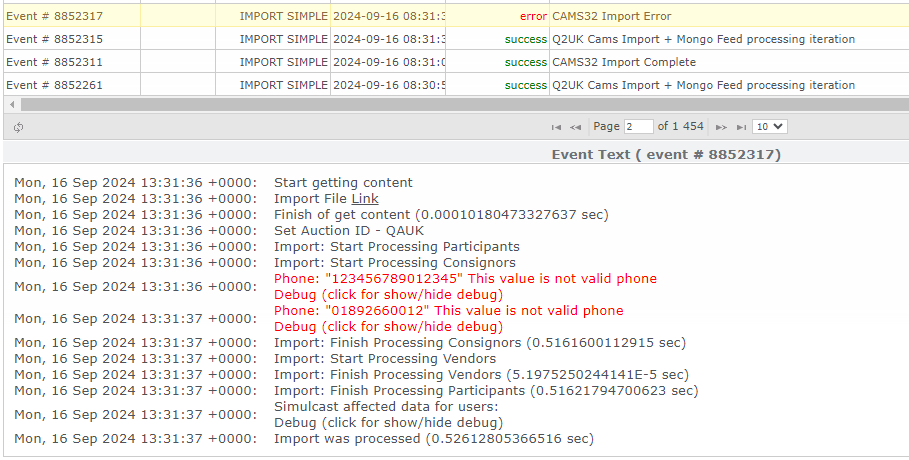 Event # 8852317 IMPORT SIMPLE 2024-09-16 08:31:3 error CAMS32 Import Error
Event # 8852315 IMPORT SIMPLE 2024-09-16 08:31:3 success Q2UK Cams Import + Mongo Feed processing iteration
Event # 8852311 IMPORT SIMPLE 2024-09-16 08:31:0 success CAMS32 Import Complete
Event # 8852261 IMPORT SIMPLE 2024-09-16 08:30:5 success Q2UK Cams Import + Mongo Feed processing iteration
Page 2 of 1 454 10
Event Text ( event # 8852317)
Mon, 16 Sep 2024 13:31:36 +0000: Start getting content
Mon, 16 Sep 2024 13:31:36 +0000: Import File Link
Mon, 16 Sep 2024 13:31:36 +0000: Finish of get content (0.00010180473327637 sec)
Mon, 16 Sep 2024 13:31:36 +0000: Set Auction ID - QAUK
Mon, 16 Sep 2024 13:31:36 +0000: Import: Start Processing Participants
Mon, 16 Sep 2024 13:31:36 +0000: Import: Start Processing Consignors
Mon, 16 Sep 2024 13:31:36 +0000: Phone: "123456789012345" This value is not valid phone
Debug (click for show/hide debug)
Mon, 16 Sep 2024 13:31:37 +0000: Phone: "01892660012" This value is not valid phone
Debug (click for show/hide debug)
Mon, 16 Sep 2024 13:31:37 +0000: Import: Finish Processing Consignors (0.5161600112915 sec)
Mon, 16 Sep 2024 13:31:37 +0000: Import: Start Processing Vendors
Mon, 16 Sep 2024 13:31:37 +0000: Import: Finish Processing Vendors (5.1975250244141E-5 sec)
Mon, 16 Sep 2024 13:31:37 +0000: Import: Finish Processing Participants (0.51621794700623 sec)
Mon, 16 Sep 2024 13:31:37 +0000: Simulcast affected data for users:
Debug (click for show/hide debug)
Mon, 16 Sep 2024 13:31:37 +0000: Import was processed (0.52612805366516 sec)